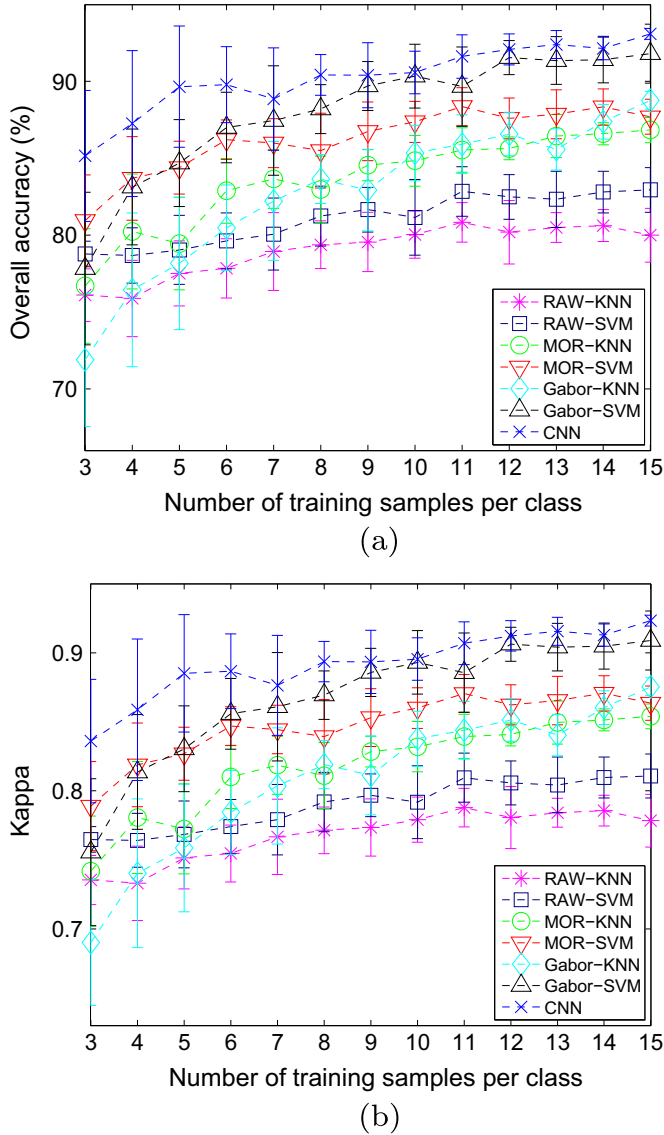 90
80
70
Overall accuracy (%)
RAW−KNN
RAW−SVM
MOR−KNN
MOR−SVM
Gabor−KNN
Gabor−SVM
CNN
3 4 5 6 7 8 9 10 11 12 13 14 15
Number of training samples per class
(a)
0.9
0.8
0.7
Kappa
RAW−KNN
RAW−SVM
MOR−KNN
MOR−SVM
Gabor−KNN
Gabor−SVM
CNN
3 4 5 6 7 8 9 10 11 12 13 14 15
Number of training samples per class
(b)